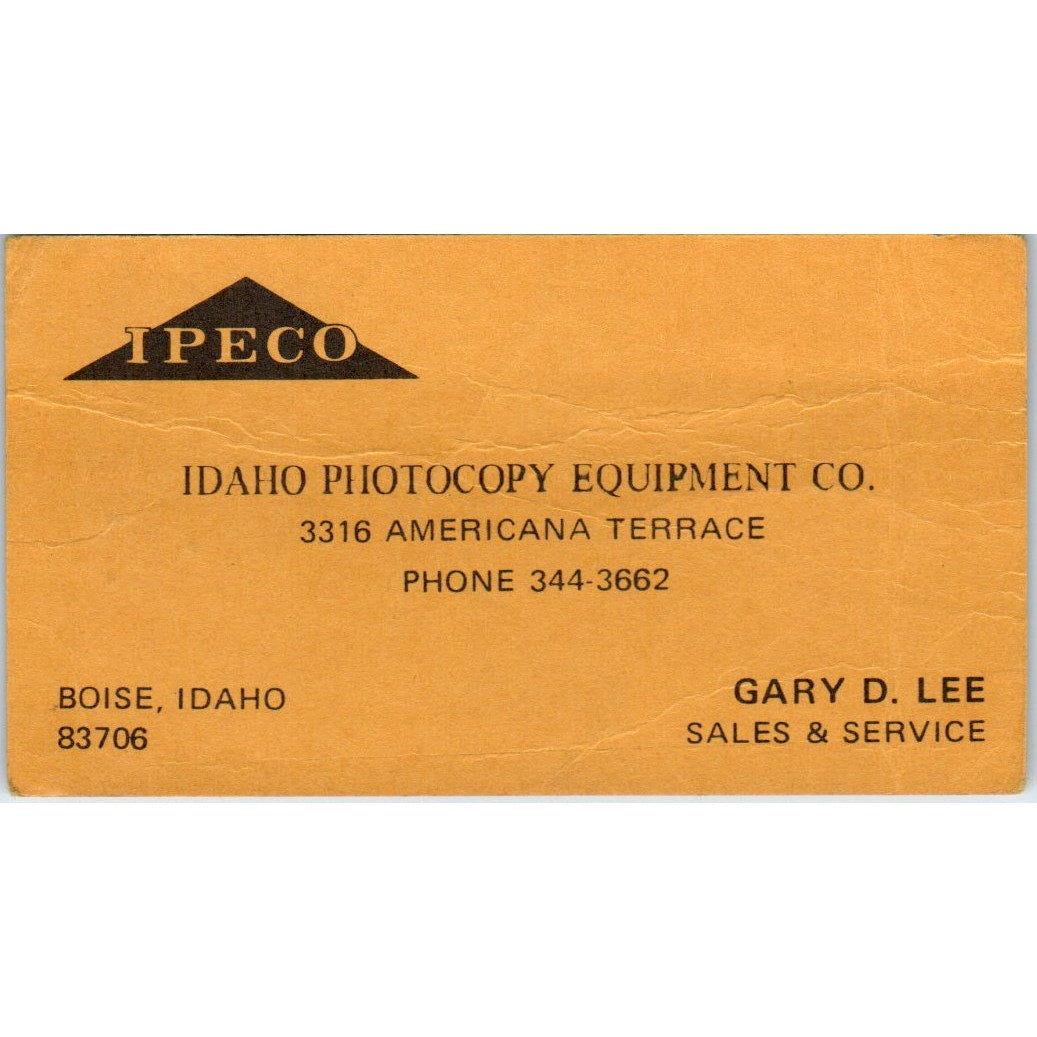 IPECO
IDAHO PHOTOCOPY EQUIPMENT CO.
3316 AMERICANA TERRACE
PHONE 344-3662
BOISE, IDAHO
83706
GARY D. LEE
SALES & SERVICE